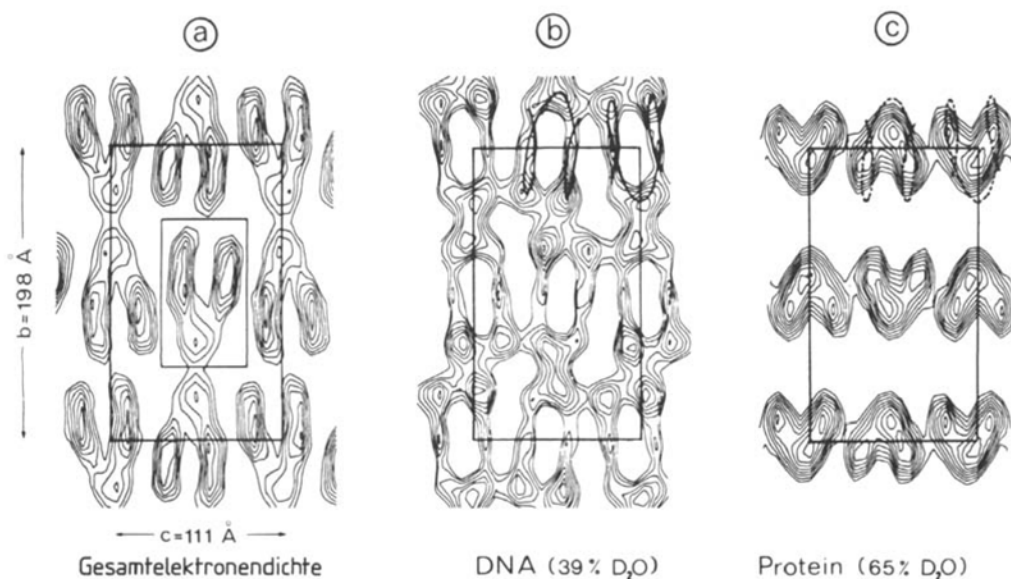 a
b
c
b=198 Å
c=111 Å
Gesamtelektronendichte
DNA (39% D₂O)
Protein (65% D₂O)